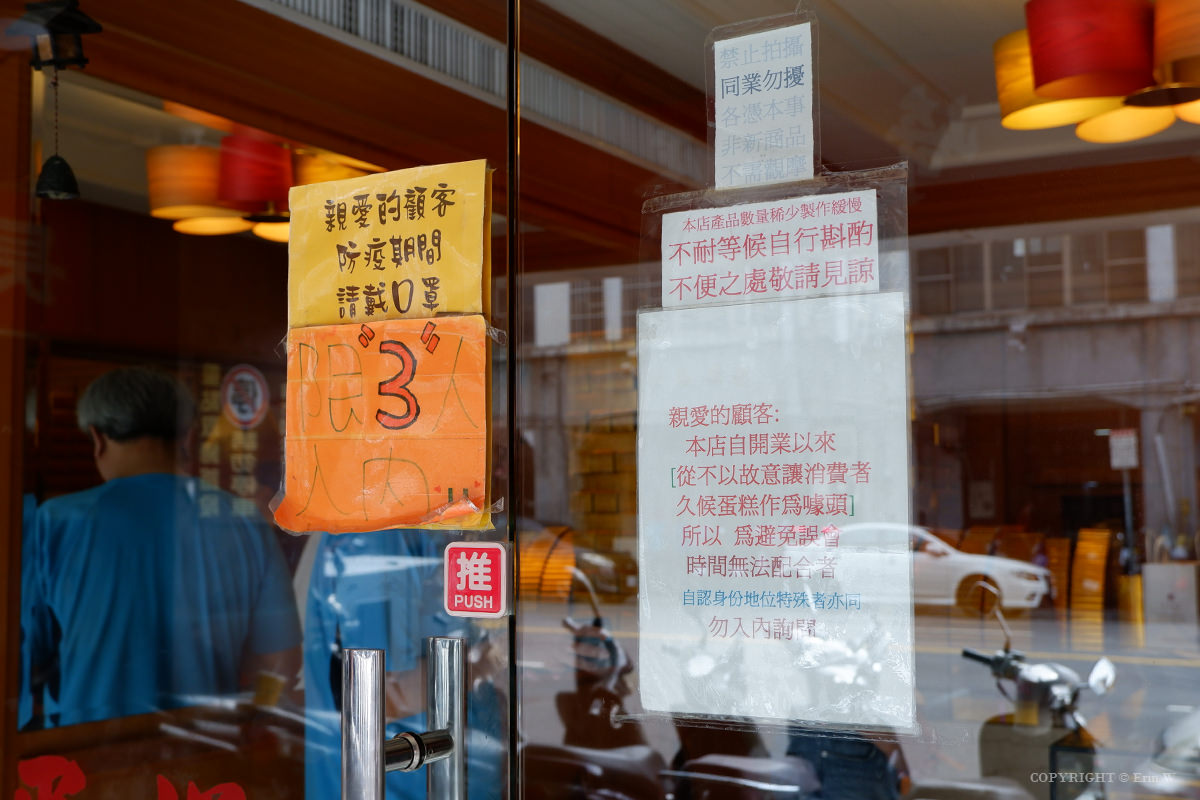 親愛的顧客
防疫期間
請戴口罩
限"3"人
入內
推
PUSH
禁止拍攝
同業勿擾
各憑本事
非新商品
不需觀摩
本店產品數量稀少製作緩慢
不耐等候自行斟酌
不便之處敬請見諒
親愛的顧客:
本店自開業以來
[從不以故意讓消費者
久候蛋糕作爲噱頭]
所以 爲避免誤會
時間無法配合者
自認身份地位特殊者亦同
勿入內詢問
COPYRIGHT © Erin W